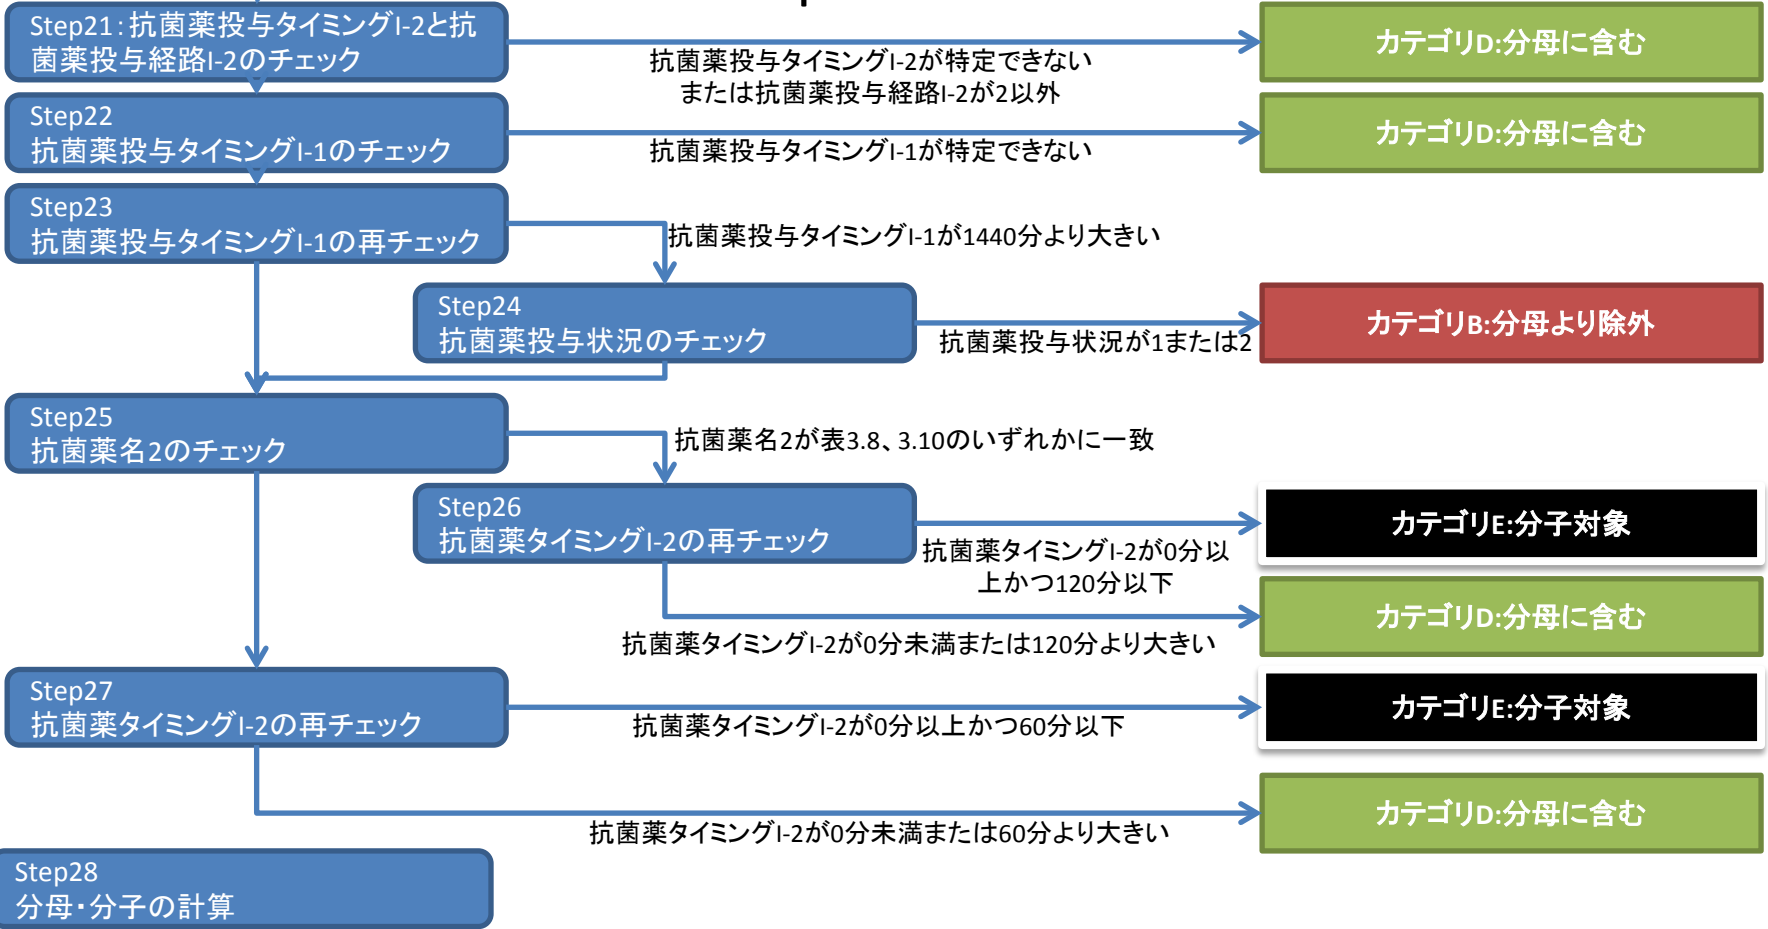 Step21：抗菌薬投与タイミングI-2と抗
菌薬投与経路I-2のチェック
抗菌薬投与タイミングI-2が特定できない
または抗菌薬投与経路I-2が2以外
カテゴリD:分母に含む
Step22
抗菌薬投与タイミングI-1のチェック
抗菌薬投与タイミングI-1が特定できない
カテゴリD:分母に含む
Step23
抗菌薬投与タイミングI-1の再チェック
抗菌薬投与タイミングI-1が1440分より大きい
Step24
抗菌薬投与状況のチェック
抗菌薬投与状況が1または2
カテゴリB:分母より除外
Step25
抗菌薬名2のチェック
抗菌薬名2が表3.8、3.10のいずれかに一致
Step26
抗菌薬タイミングI-2の再チェック
抗菌薬タイミングI-2が0分以
上かつ120分以下
カテゴリE:分子対象
抗菌薬タイミングI-2が0分未満または120分より大きい
カテゴリD:分母に含む
Step27
抗菌薬タイミングI-2の再チェック
抗菌薬タイミングI-2が0分以上かつ60分以下
カテゴリE:分子対象
抗菌薬タイミングI-2が0分未満または60分より大きい
カテゴリD:分母に含む
Step28
分母・分子の計算